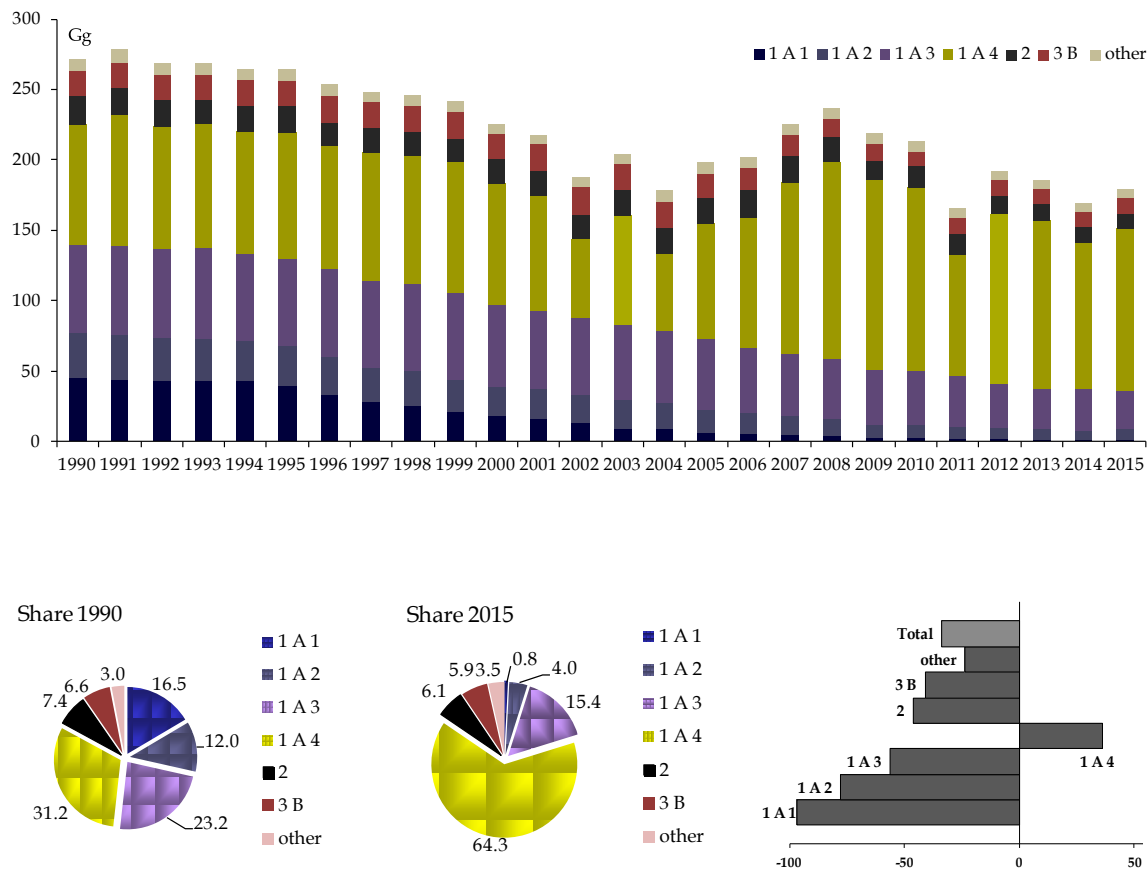 300
Gg
1 A 1 1 A 2 1 A 3 1 A 4 2 3 B other
250
200
150
100
50
0
1990 1991 1992 1993 1994 1995 1996 1997 1998 1999 2000 2001 2002 2003 2004 2005 2006 2007 2008 2009 2010 2011 2012 2013 2014 2015
Share 1990
3.0
6.6
7.4
16.5
12.0
31.2
23.2
1 A 1
1 A 2
1 A 3
1 A 4
2
3 B
other
Share 2015
5.9 3.5 0.8
4.0
6.1
15.4
64.3
1 A 1
1 A 2
1 A 3
1 A 4
2
3 B
other
Total
other
3 B
2
1 A 3 1 A 4
1 A 2
1 A 1
-100 -50 0 50